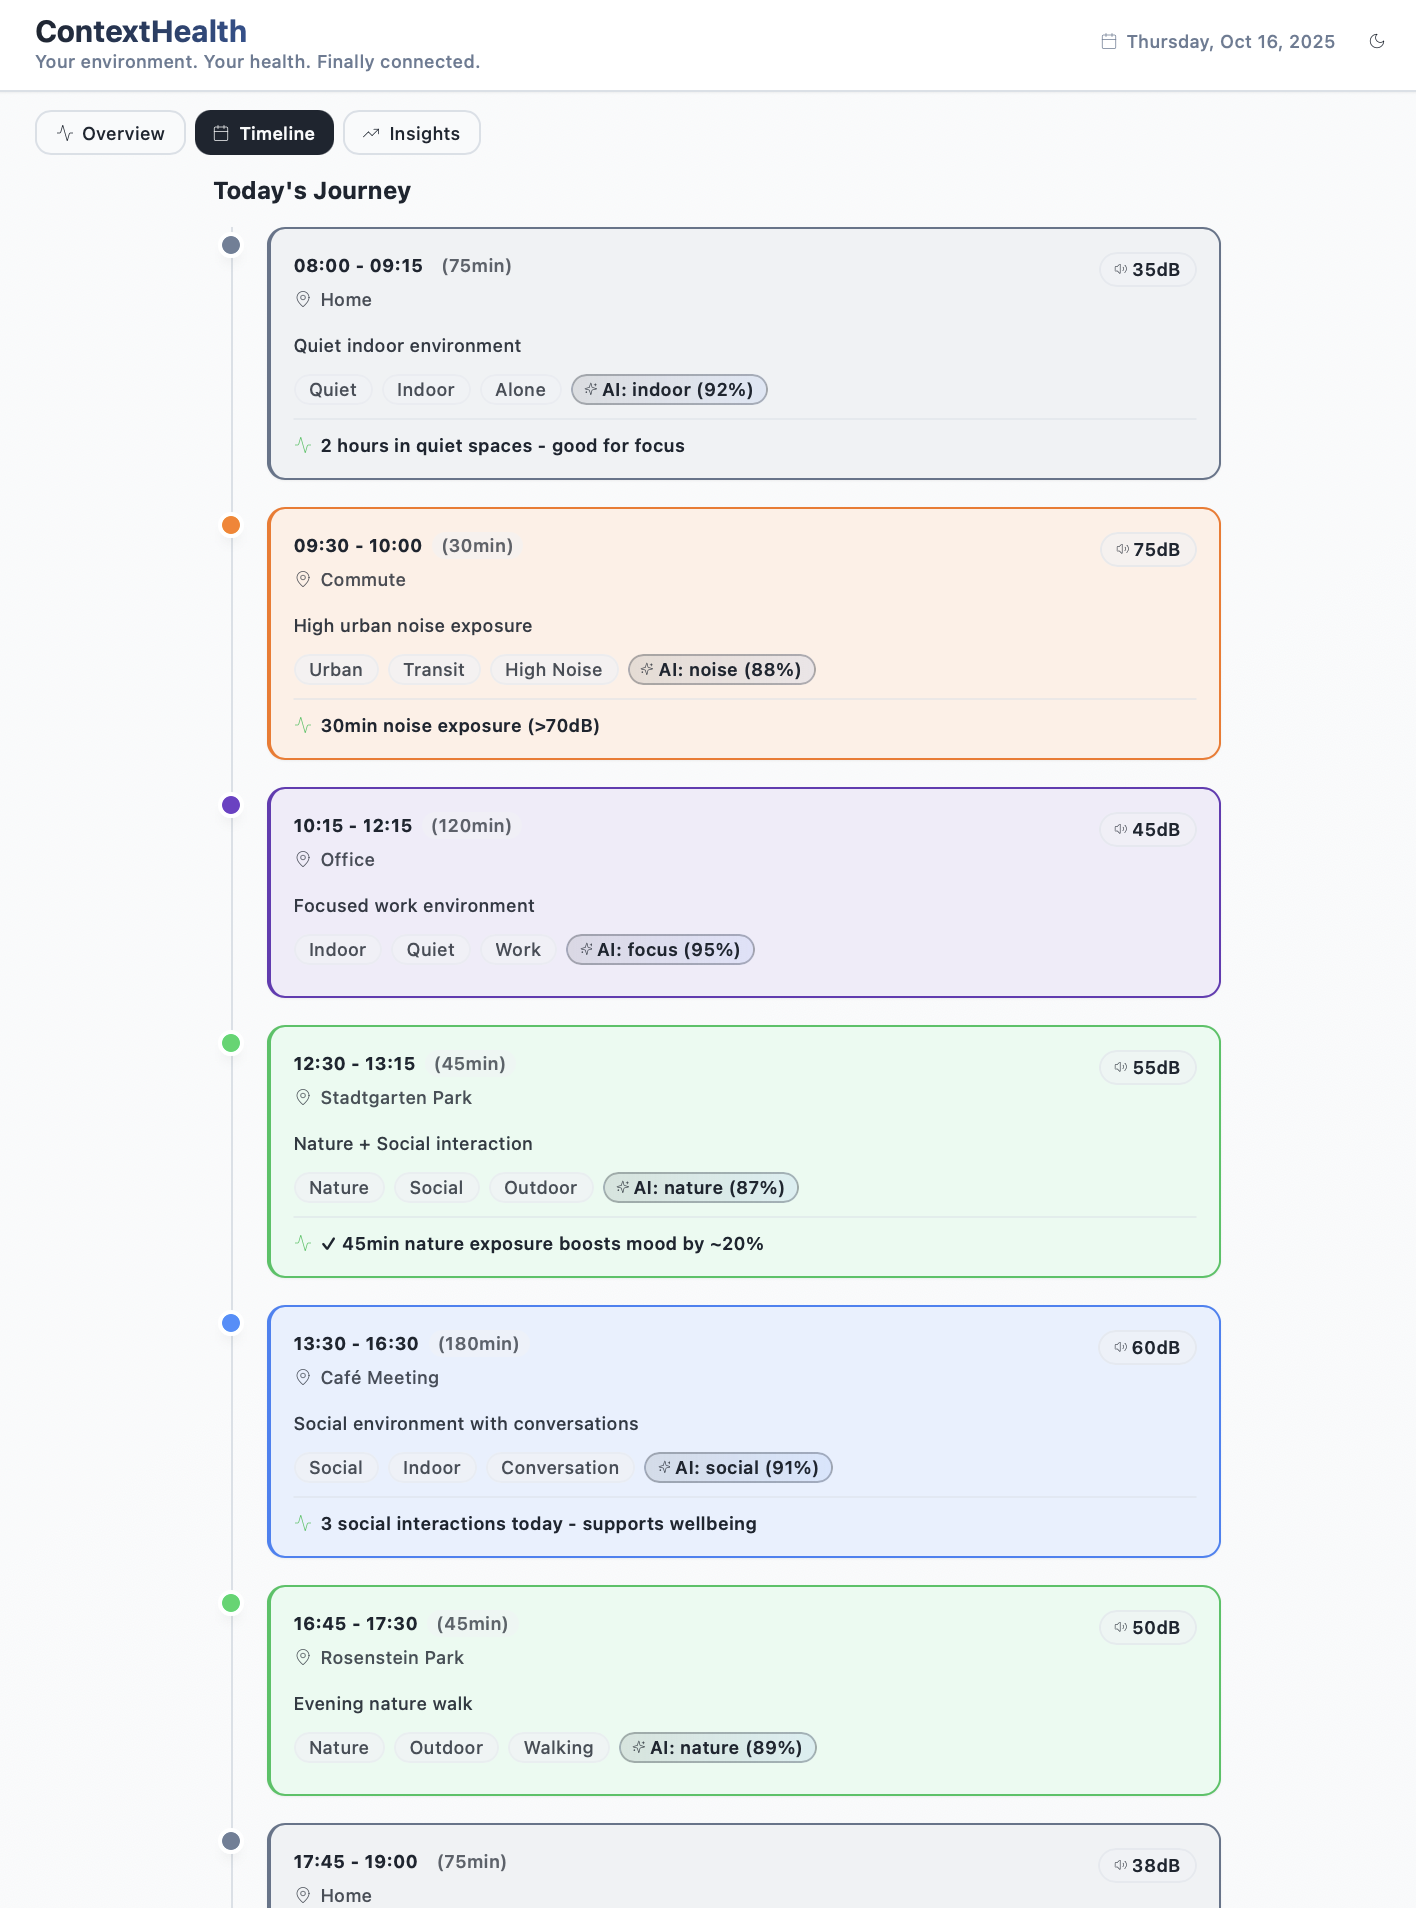 ContextHealth
Your environment. Your health. Finally connected.
Thursday, Oct 16, 2025
Overview
Timeline
Insights
Today's Journey
08:00 - 09:15 (75min)
35dB
Home
Quiet indoor environment
Quiet Indoor Alone AI: indoor (92%)
2 hours in quiet spaces - good for focus
09:30 - 10:00 (30min)
75dB
Commute
High urban noise exposure
Urban Transit High Noise AI: noise (88%)
30min noise exposure (>70dB)
10:15 - 12:15 (120min)
45dB
Office
Focused work environment
Indoor Quiet Work AI: focus (95%)
12:30 - 13:15 (45min)
55dB
Stadtgarten Park
Nature + Social interaction
Nature Social Outdoor AI: nature (87%)
✓ 45min nature exposure boosts mood by ~20%
13:30 - 16:30 (180min)
60dB
Café Meeting
Social environment with conversations
Social Indoor Conversation AI: social (91%)
3 social interactions today - supports wellbeing
16:45 - 17:30 (45min)
50dB
Rosenstein Park
Evening nature walk
Nature Outdoor Walking AI: nature (89%)
17:45 - 19:00 (75min)
38dB
Home